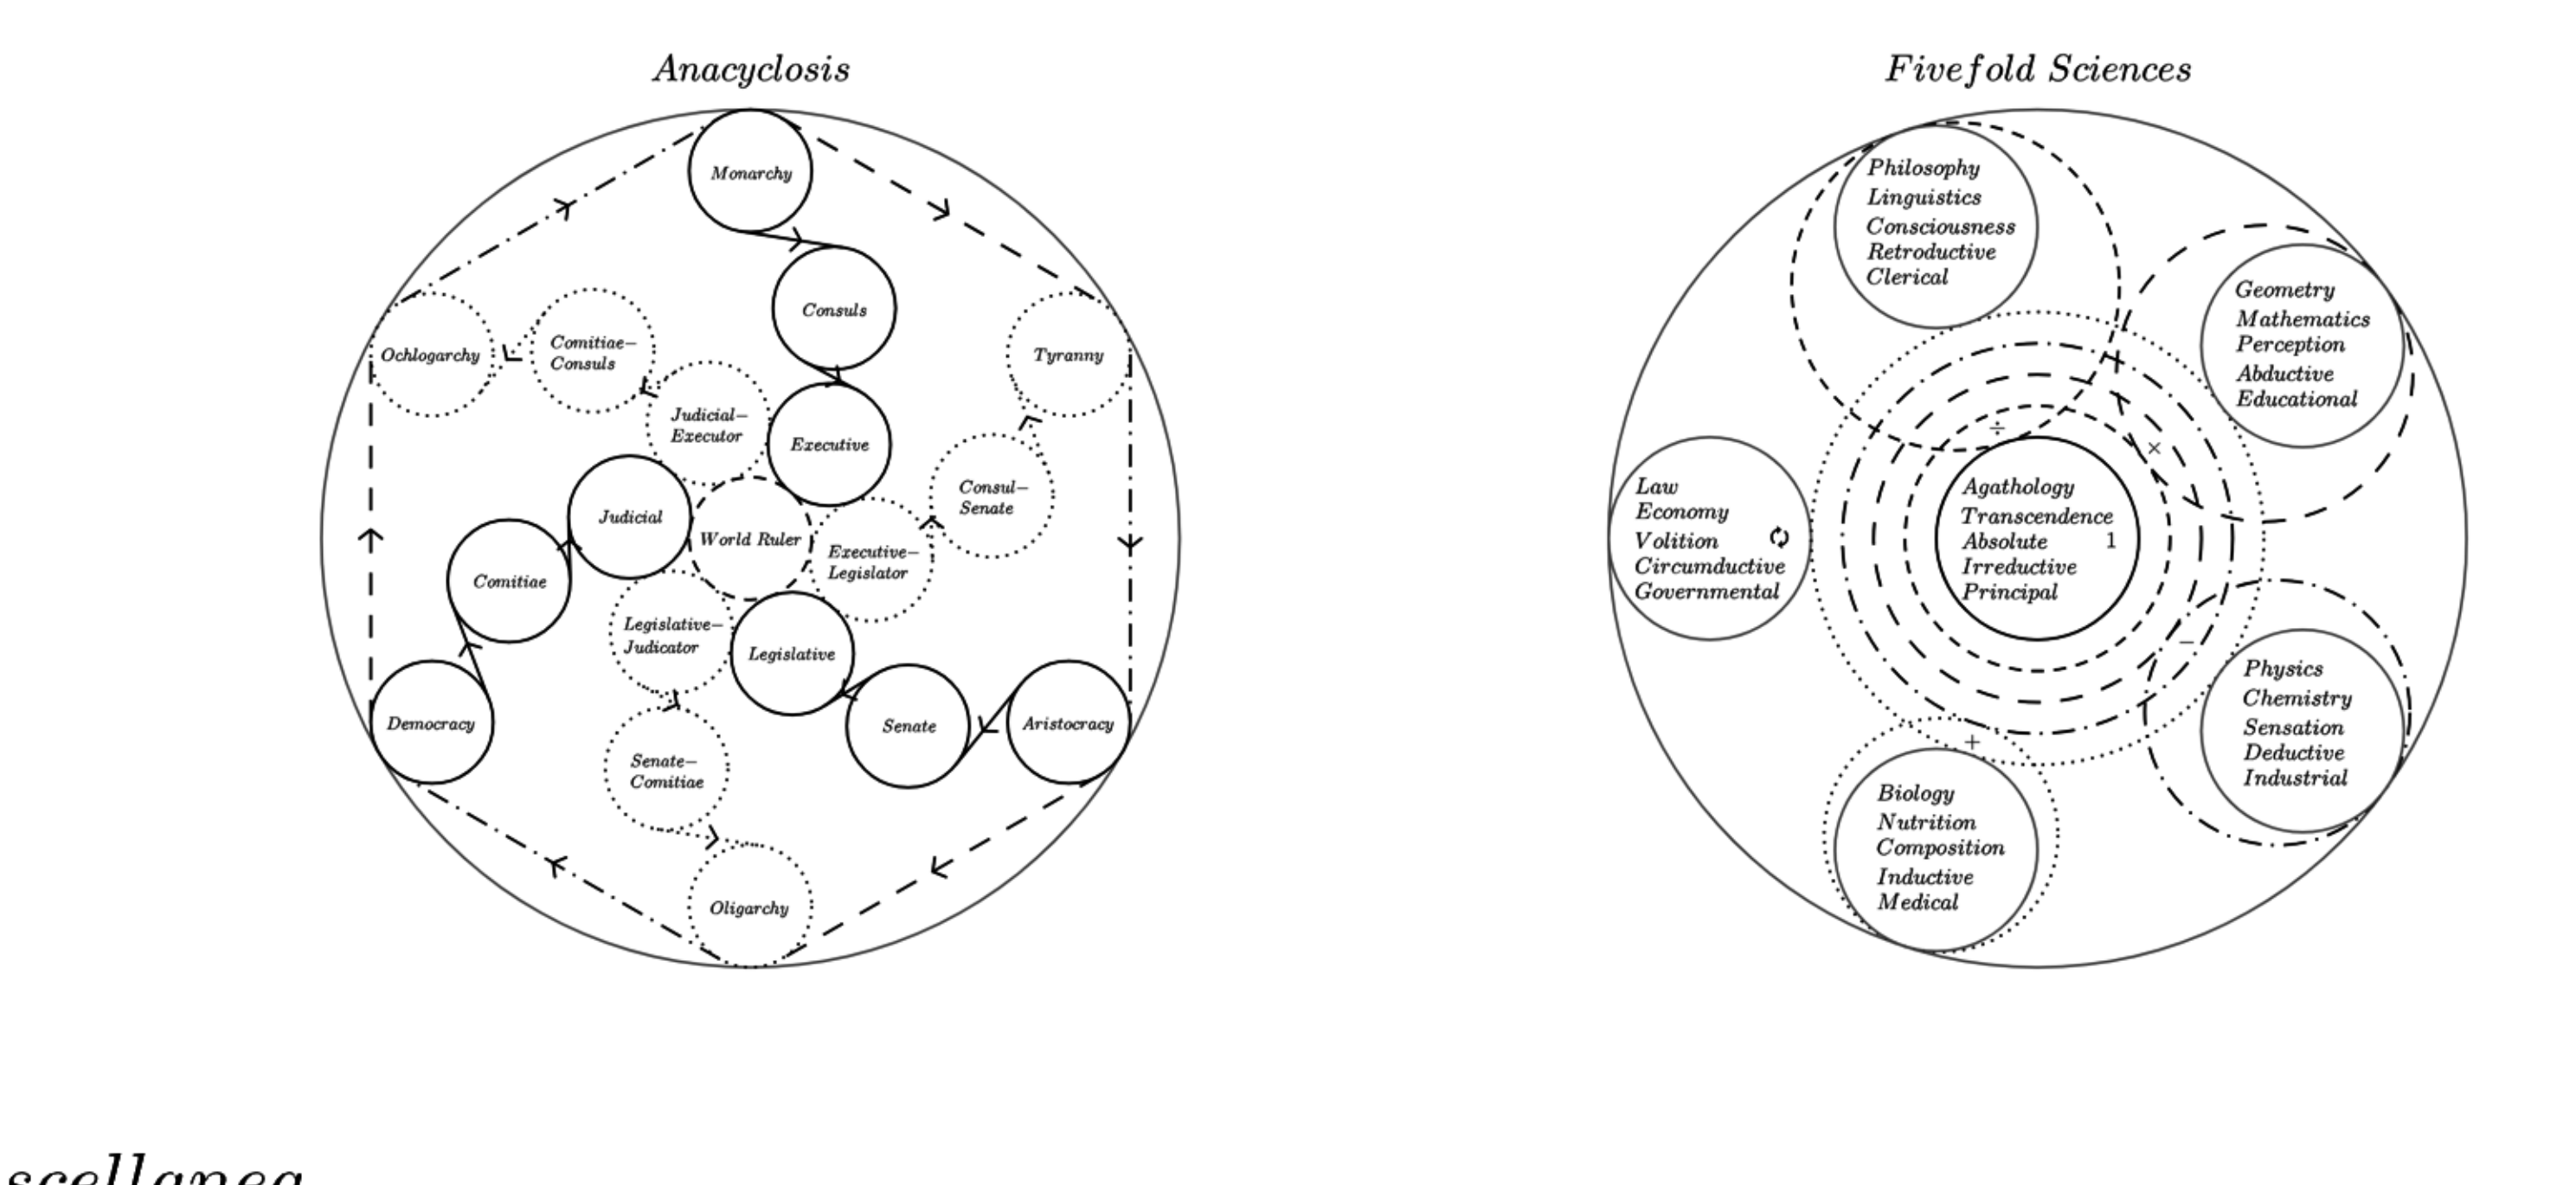 Anacyclosis
Monarchy
Consuls
Executive
Tyranny
Consul-
Senate
Executive-
Legislator
World Ruler
Ochlogarchy
Comitiae-
Consuls
Judicial-
Executor
Judicial
Comitiae
Democracy
Legislative-
Judicator
Senate-
Comitiae
Oligarchy
Legislative
Senate
Aristocracy
Fivefold Sciences
Philosophy
Linguistics
Consciousness
Retroductive
Clerical
Geometry
Mathematics
Perception
Abductive
Educational
÷
×
Law
Economy
Volition
Circumductive
Governmental
Agathology
Transcendence
Absolute 1
Irreductive
Principal
−
Physics
Chemistry
Sensation
Deductive
Industrial
+
Biology
Nutrition
Composition
Inductive
Medical
scellanea